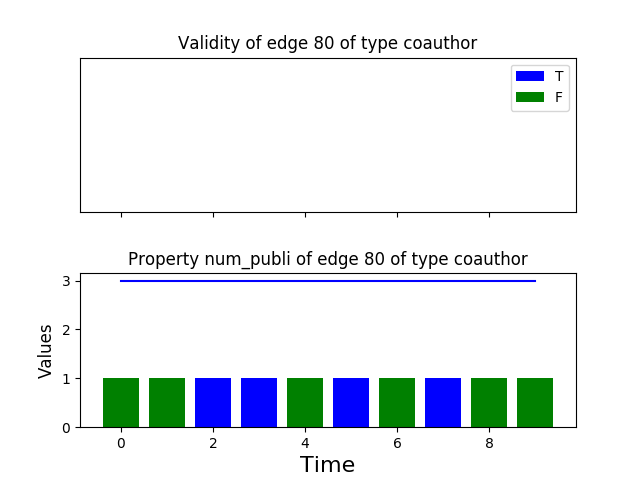 Validity of edge 80 of type coauthor
T
F
Property num_publi of edge 80 of type coauthor
3
2
1
0
Values
0 2 4 6 8
Time